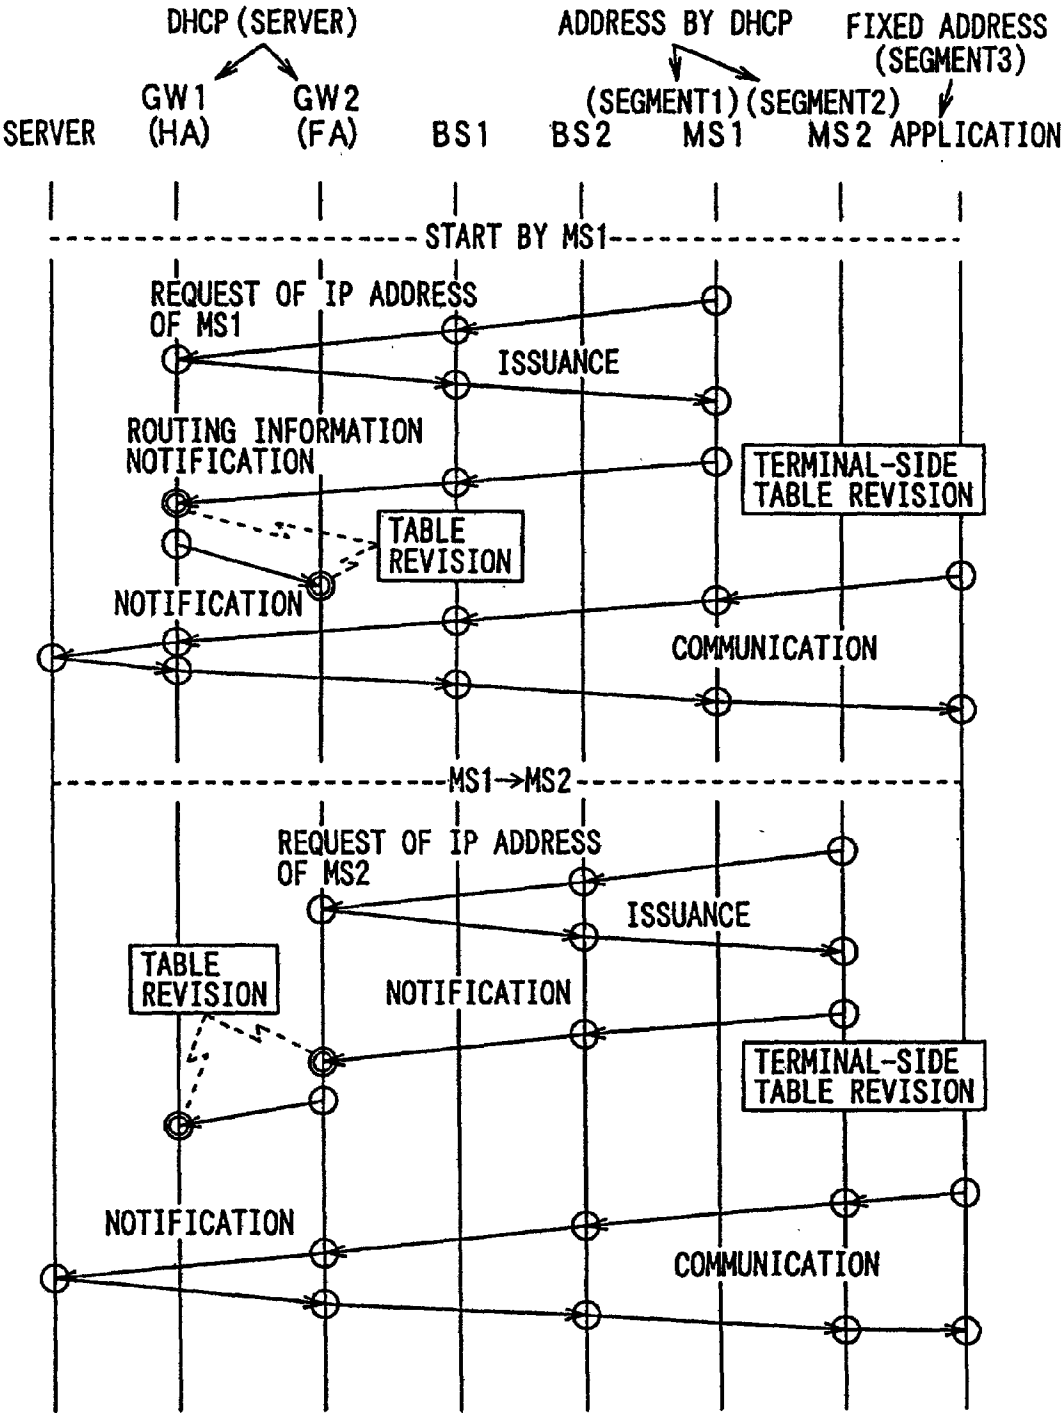 DHCP (SERVER)
ADDRESS BY DHCP
FIXED ADDRESS
(SEGMENT3)
GW1
(HA)
GW2
(FA)
(SEGMENT1) (SEGMENT2)
SERVER
BS1
BS2
MS1
MS2
APPLICATION
START BY MS1
REQUEST OF IP ADDRESS
OF MS1
ISSUANCE
ROUTING INFORMATION
NOTIFICATION
TERMINAL-SIDE
TABLE REVISION
TABLE
REVISION
NOTIFICATION
COMMUNICATION
MS1→MS2
REQUEST OF IP ADDRESS
OF MS2
ISSUANCE
TABLE
REVISION
NOTIFICATION
TERMINAL-SIDE
TABLE REVISION
NOTIFICATION
COMMUNICATION